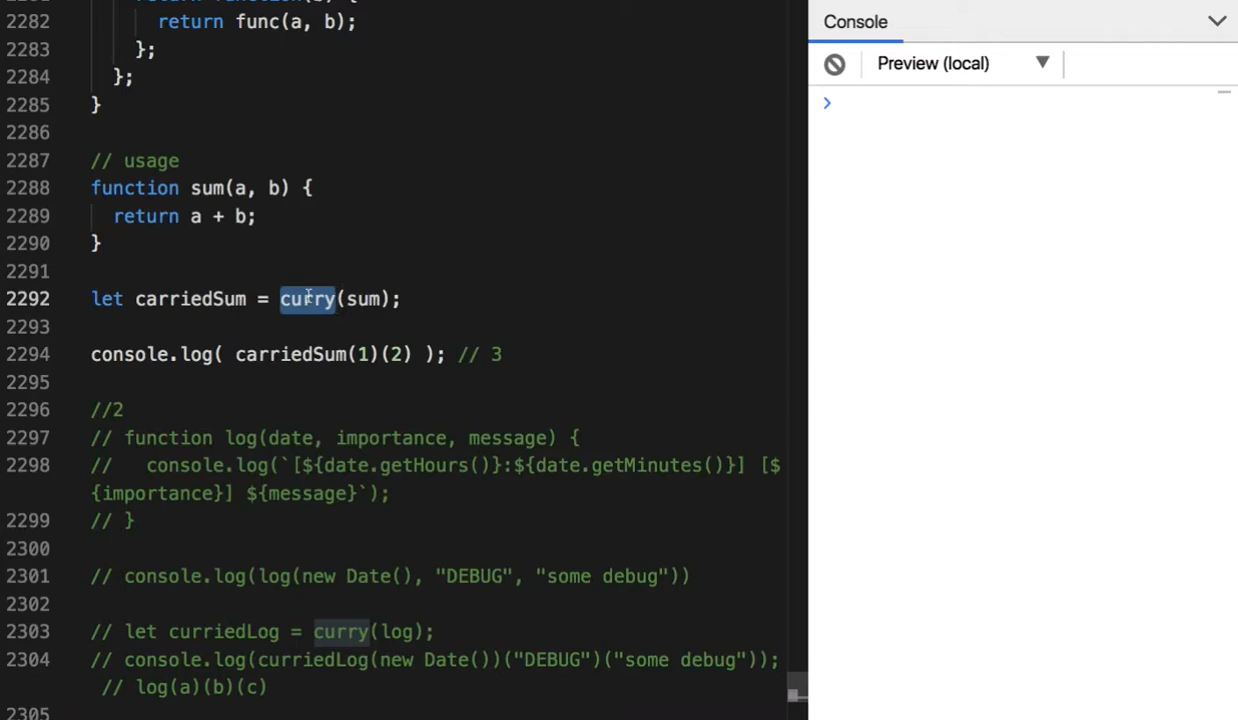 2282 return func(a, b);
2283 };
2284 };
2285 }
2286
2287 // usage
2288 function sum(a, b) {
2289 return a + b;
2290 }
2291
2292 let carriedSum = curry(sum);
2293
2294 console.log( carriedSum(1)(2) ); // 3
2295
2296 //2
2297 // function log(date, importance, message) {
2298 // console.log(`[${date.getHours()}:${date.getMinutes()}] [$
{importance}] ${message}`);
2299 // }
2300
2301 // console.log(log(new Date(), "DEBUG", "some debug"))
2302
2303 // let curriedLog = curry(log);
2304 // console.log(curriedLog(new Date())("DEBUG")("some debug"));
// log(a)(b)(c)
2305
Console
Preview (local)